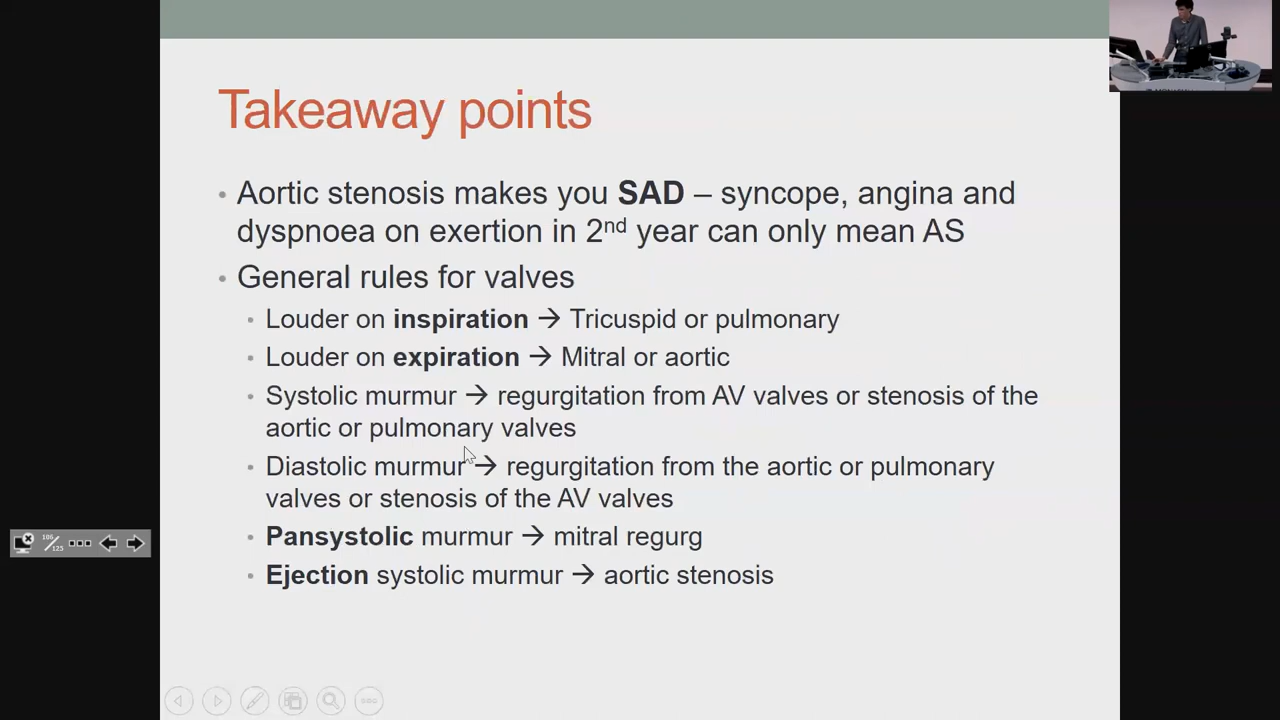 Takeaway points
• Aortic stenosis makes you SAD – syncope, angina and
dyspnoea on exertion in 2nd year can only mean AS
• General rules for valves
• Louder on inspiration → Tricuspid or pulmonary
• Louder on expiration → Mitral or aortic
• Systolic murmur → regurgitation from AV valves or stenosis of the
aortic or pulmonary valves
• Diastolic murmur → regurgitation from the aortic or pulmonary
valves or stenosis of the AV valves
• Pansystolic murmur → mitral regurg
• Ejection systolic murmur → aortic stenosis
106/125